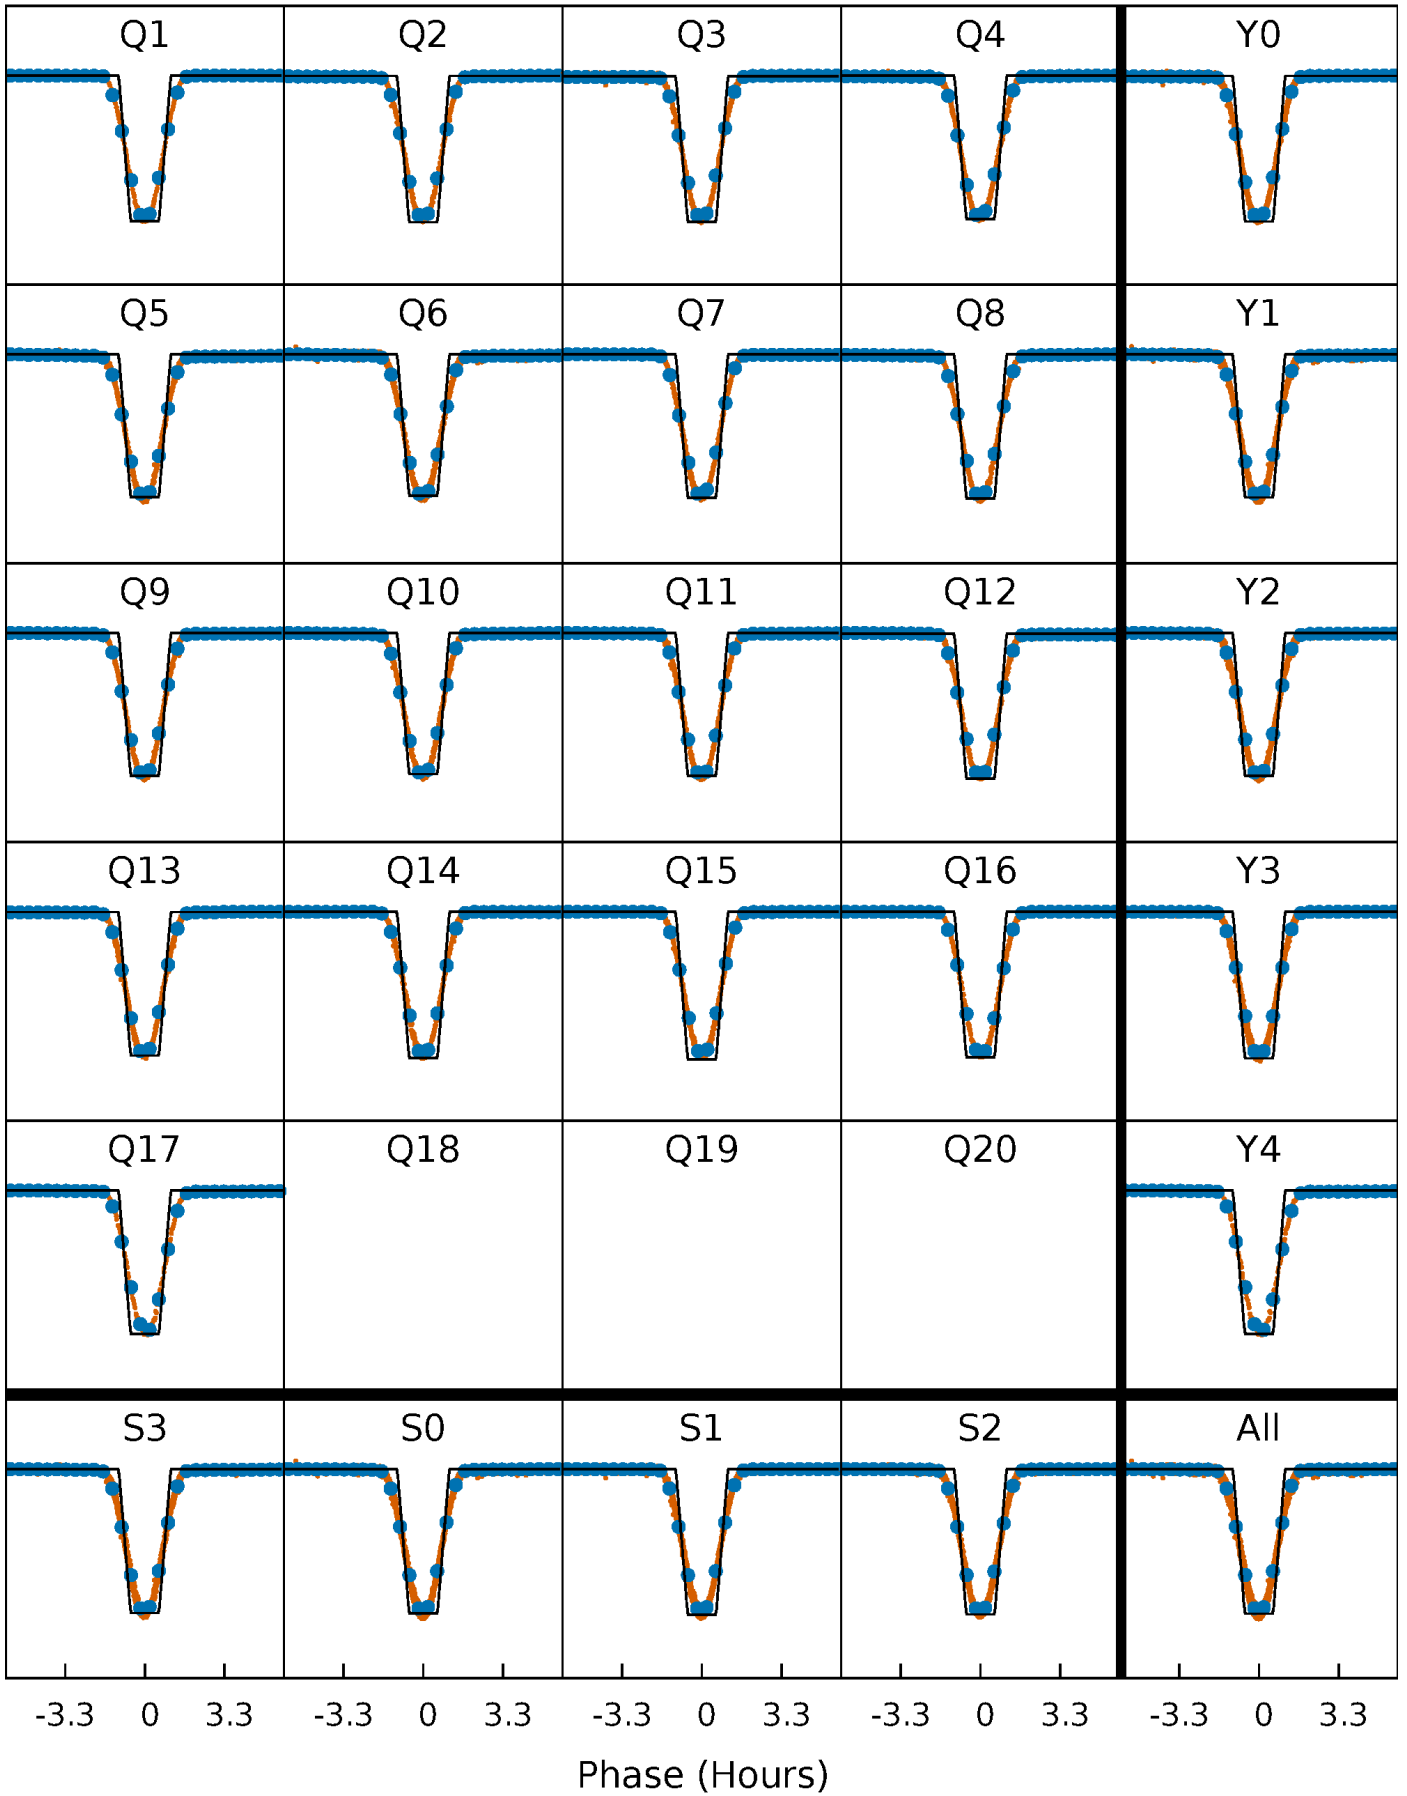 Q1 Q2 Q3 Q4 Y0
Q5 Q6 Q7 Q8 Y1
Q9 Q10 Q11 Q12 Y2
Q13 Q14 Q15 Q16 Y3
Q17 Q18 Q19 Q20 Y4
S3 S0 S1 S2 All
-3.3 0 3.3 -3.3 0 3.3 -3.3 0 3.3 -3.3 0 3.3 -3.3 0 3.3
Phase (Hours)